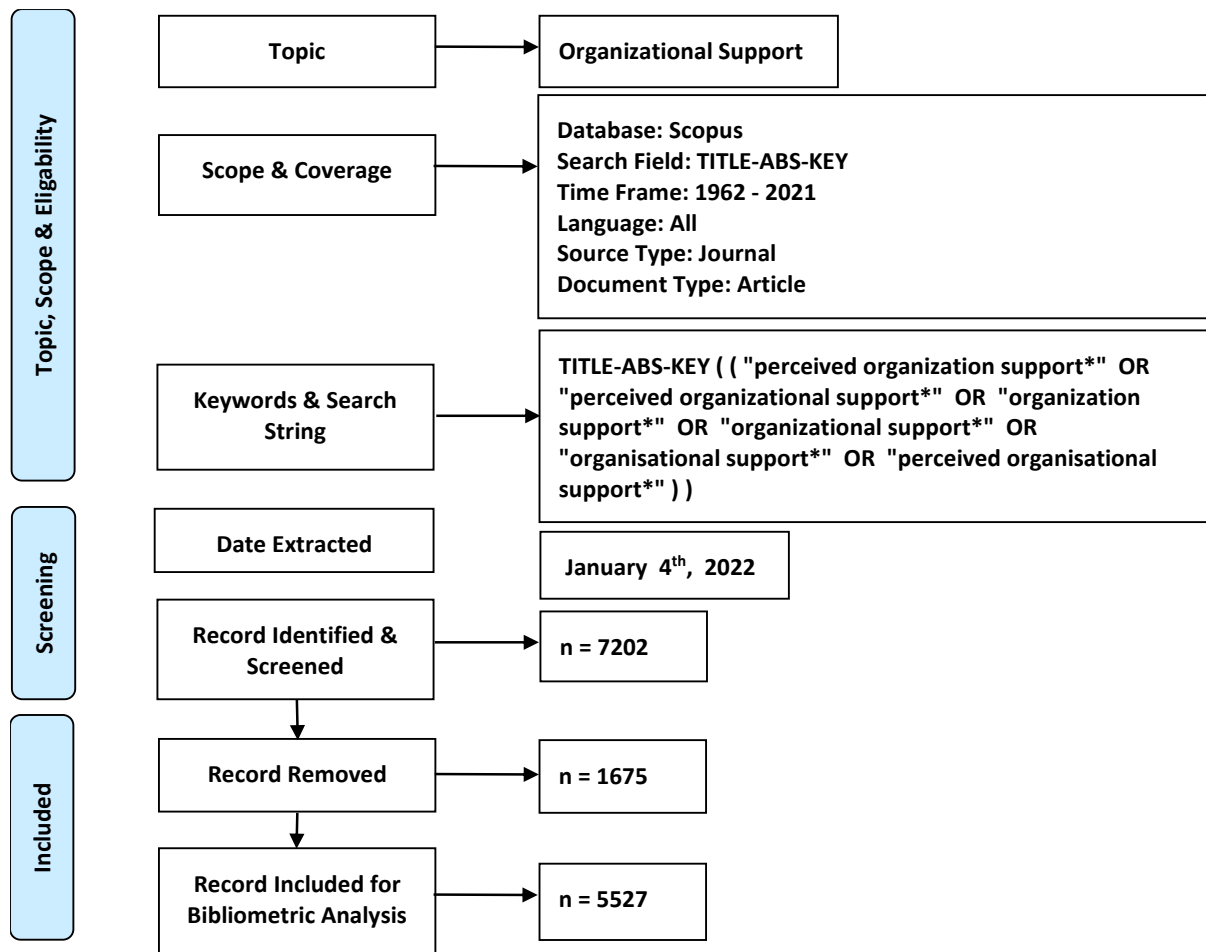 Topic, Scope & Eligability
Topic
Organizational Support
Scope & Coverage
Database: Scopus
Search Field: TITLE-ABS-KEY
Time Frame: 1962 - 2021
Language: All
Source Type: Journal
Document Type: Article
Keywords & Search
String
TITLE-ABS-KEY ( ( "perceived organization support*" OR
"perceived organizational support*" OR "organization
support*" OR "organizational support*" OR
"organisational support*" OR "perceived organisational
support*" ) )
Screening
Date Extracted
January 4th, 2022
Record Identified &
Screened
n = 7202
Included
Record Removed
n = 1675
Record Included for
Bibliometric Analysis
n = 5527